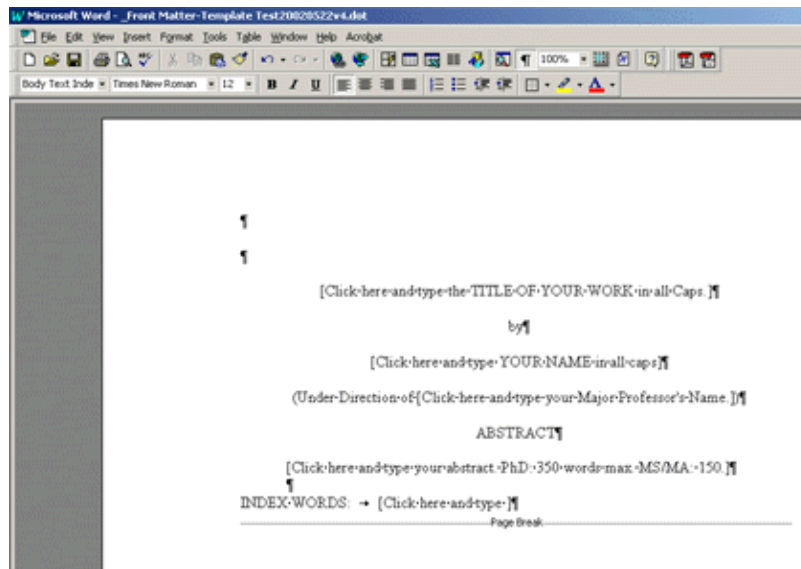 Microsoft Word - _Front Matter-Template Test20020522v4.dot
File Edit View Insert Format Tools Table Window Help Acrobat
¶ 100%
Body Text Inde Times New Roman 12 B I U A
¶
¶
[Click·here·and·type·the·TITLE·OF·YOUR·WORK·in·all·Caps.]¶
by¶
[Click·here·and·type·YOUR·NAME·in·all·caps]¶
(Under·Direction·of·[Click·here·and·type·your·Major·Professor's·Name.])¶
ABSTRACT¶
[Click·here·and·type·your·abstract.·PhD:·350·words·max.·MS/MA:·150.]¶
¶
INDEX·WORDS: → [Click·here·and·type·]¶
Page Break